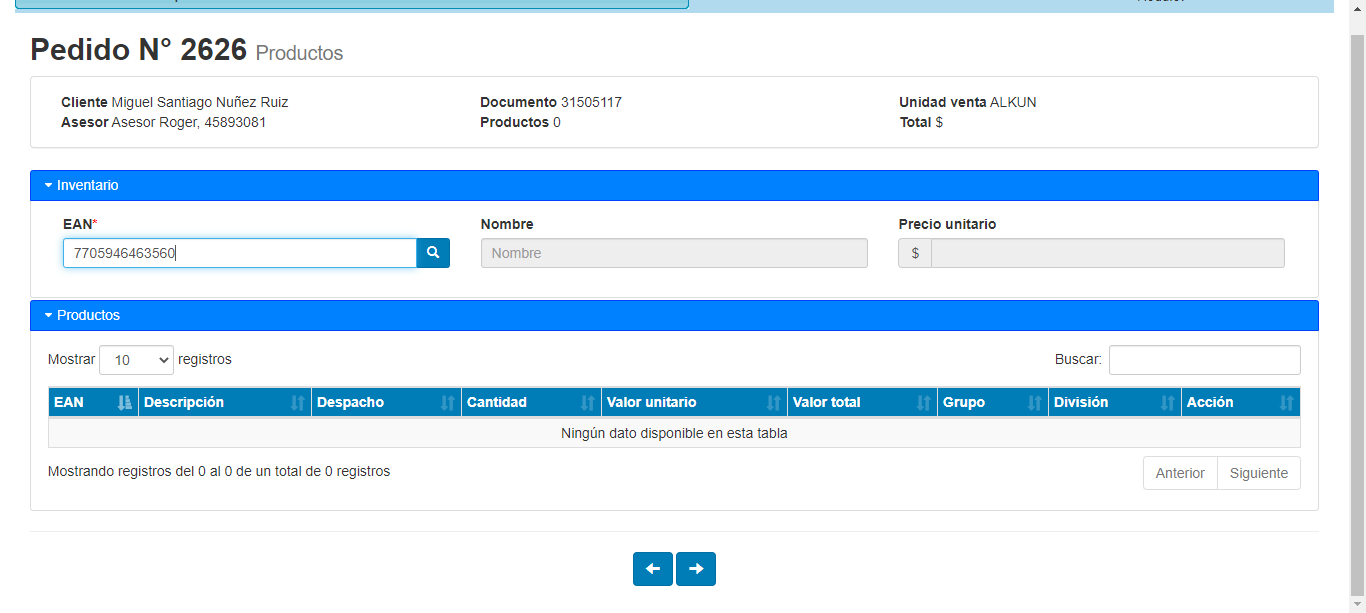 Pedido N° 2626 Productos
Cliente Miguel Santiago Nuñez Ruiz Documento 31505117 Unidad venta ALKUN
Asesor Asesor Roger, 45893081 Productos 0 Total $
Inventario
EAN* Nombre Precio unitario
7705946463560 Nombre $
Productos
Mostrar 10 registros Buscar:
EAN Descripción Despacho Cantidad Valor unitario Valor total Grupo División Acción
Ningún dato disponible en esta tabla
Mostrando registros del 0 al 0 de un total de 0 registros Anterior Siguiente